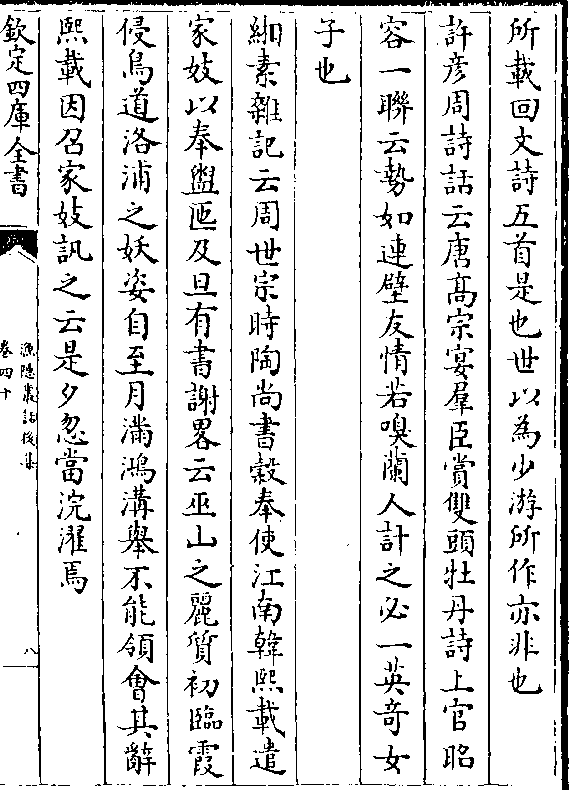 所載回文詩五首是也世以為少游所作亦非也
許彦周詩話云唐髙宗宴羣臣賞雙頭牡丹詩上官昭
容一聯云勢如連壁友情若嗅蘭人計之必一英竒女
子也
緗素雜記云周世宗時陶尚書糓奉使江南韓熙載遣
家妓以奉盥匜及旦有書謝畧云巫山之麗質初臨霞
侵鳥道洛浦之妖姿自至月滿鴻溝舉不能領會其辭
熙載因召家妓訊之云是夕忽當浣濯焉
欽定四庫全書
漁隱叢話後集
卷四十
八